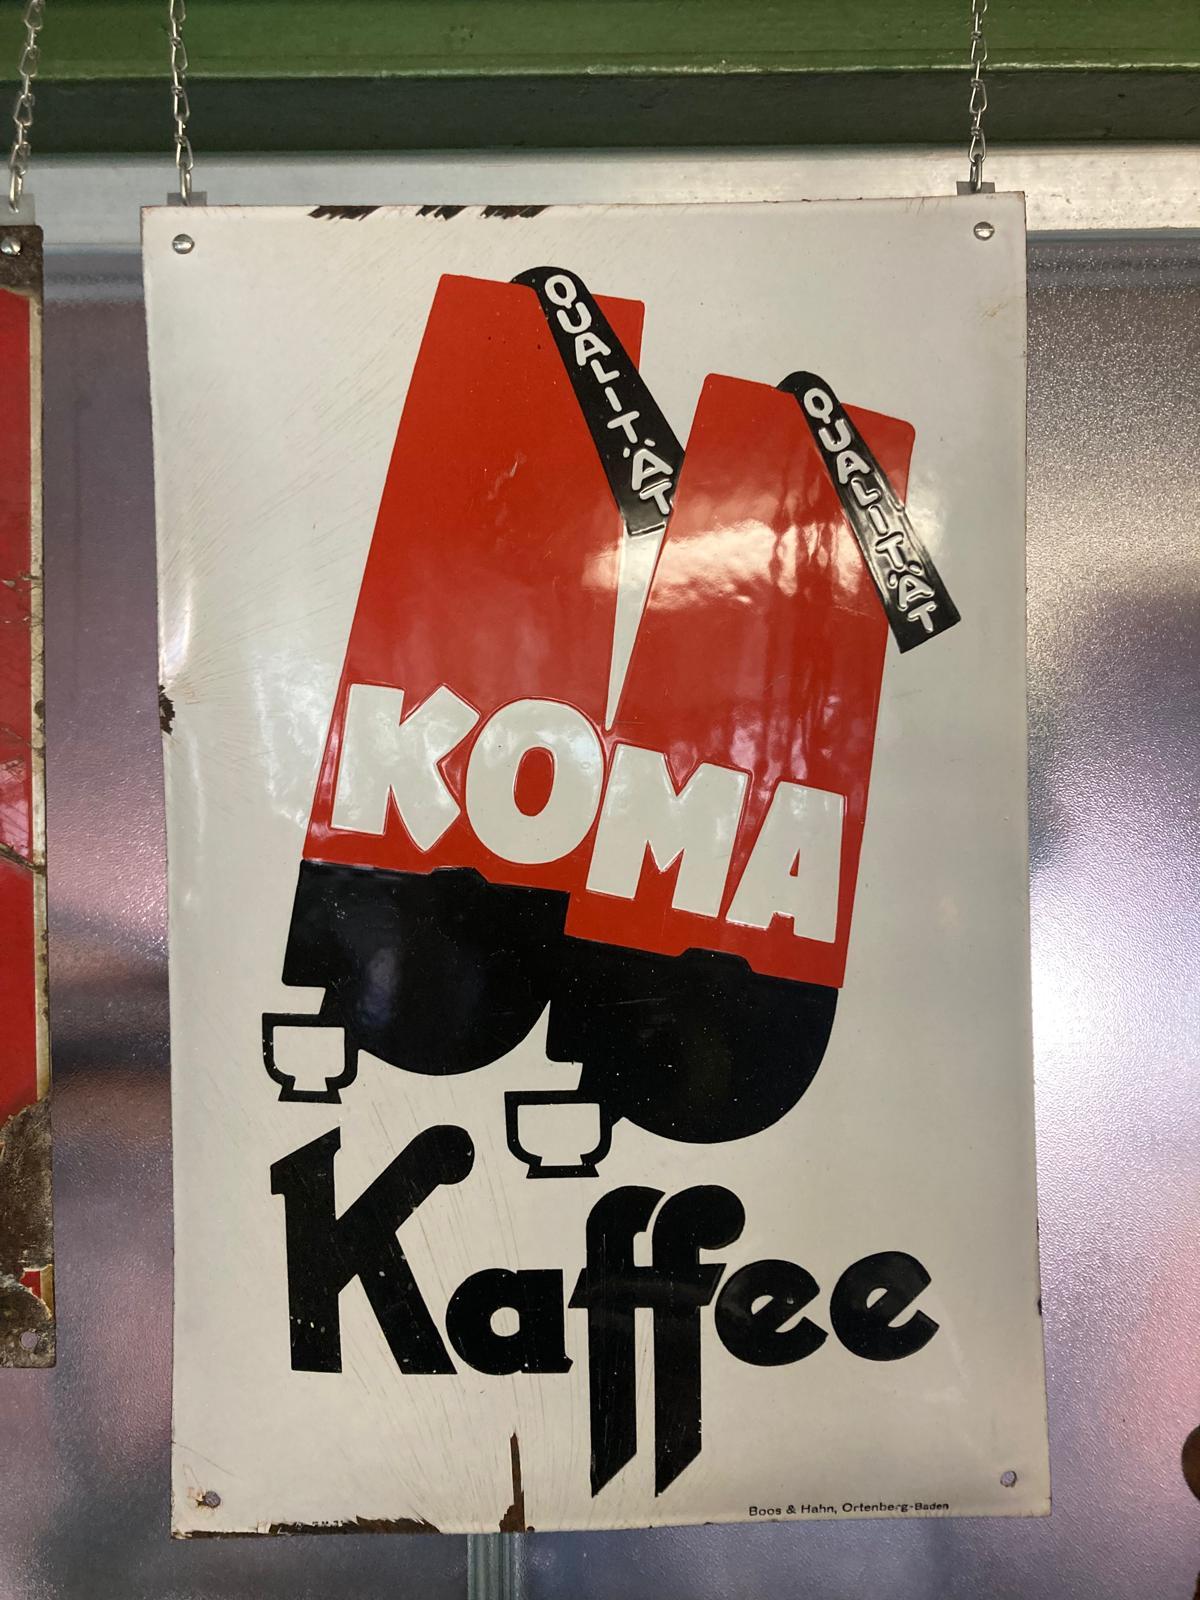 QUALITÄT
QUALITÄT
KOMA
Kaffee
Boos & Hahn, Ortenberg-Baden